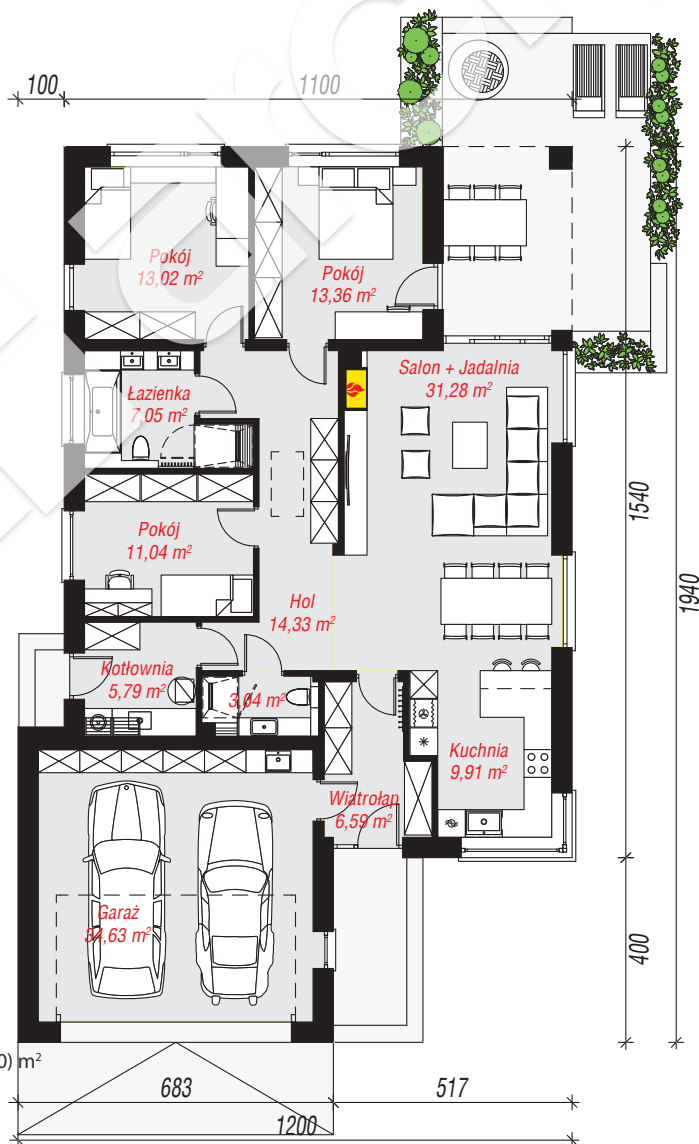 100
1100
Pokój
13,02 m²
Pokój
13,36 m²
Salon + Jadalnia
31,28 m²
Łazienka
7,05 m²
1540
Pokój
11,04 m²
1940
Hol
14,33 m²
Kotłownia
5,79 m²
3,04 m²
Kuchnia
9,91 m²
Wiatrołap
6,59 m²
Garaż
34,63 m²
400
0) m²
683
517
1200